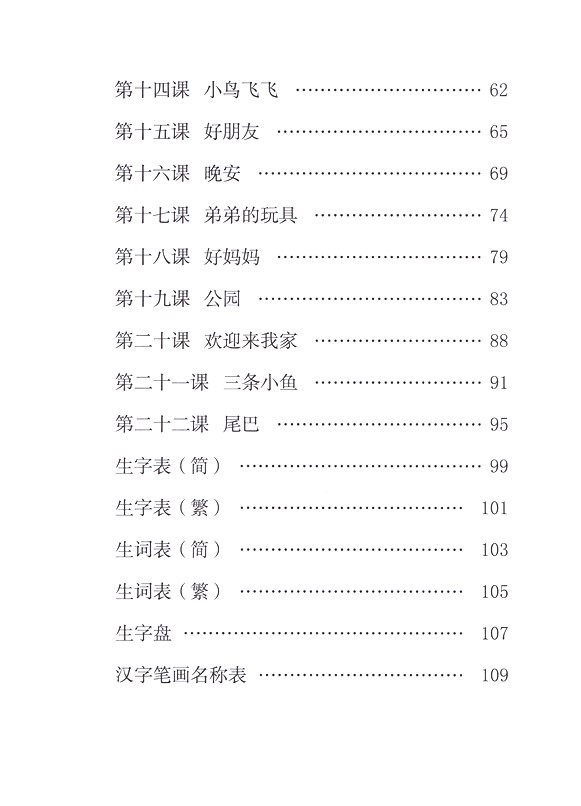 第十四课 小鸟飞飞 …………………………… 62
第十五课 好朋友 ……………………………… 65
第十六课 晚安 ………………………………… 69
第十七课 弟弟的玩具 ………………………… 74
第十八课 好妈妈 ……………………………… 79
第十九课 公园 ………………………………… 83
第二十课 欢迎来我家 ………………………… 88
第二十一课 三条小鱼 ………………………… 91
第二十二课 尾巴 ……………………………… 95
生字表（简） …………………………………… 99
生字表（繁） ………………………………… 101
生词表（简） ………………………………… 103
生词表（繁） ………………………………… 105
生字盘 ………………………………………… 107
汉字笔画名称表 ……………………………… 109